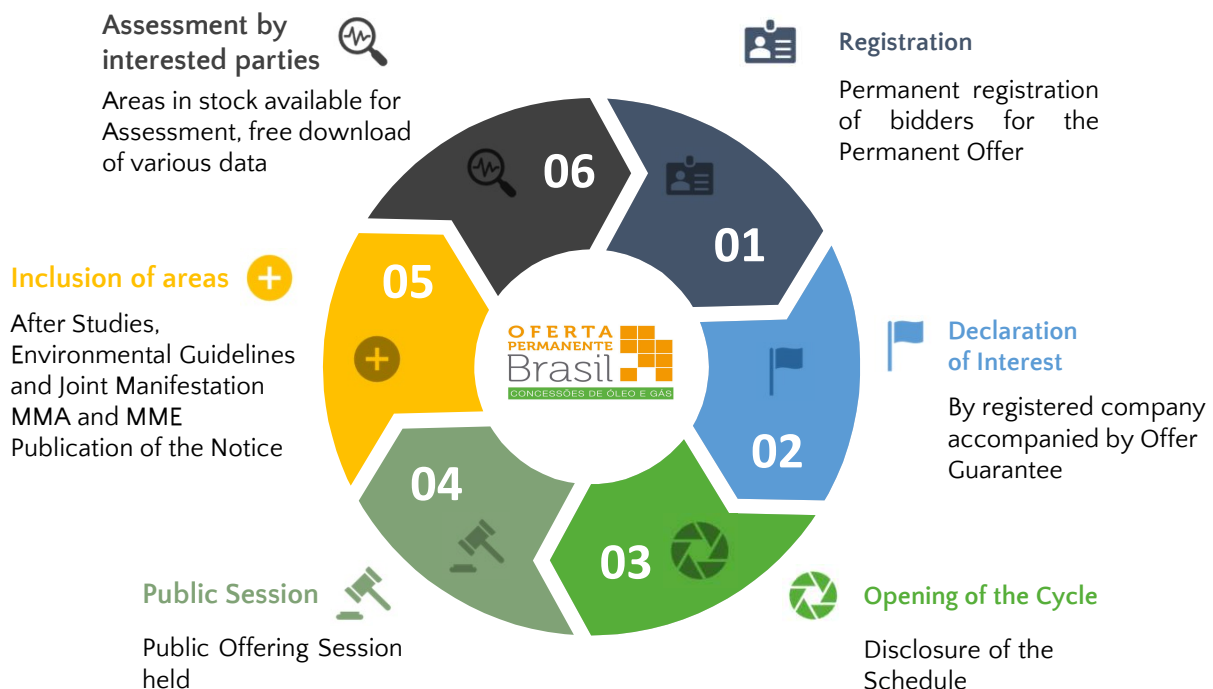 Assessment by
interested parties
Areas in stock available for
Assessment, free download
of various data
Registration
Permanent registration
of bidders for the
Permanent Offer
06
01
Inclusion of areas
After Studies,
Environmental Guidelines
and Joint Manifestation
MMA and MME
Publication of the Notice
05
OFERTA
PERMANENTE
Brasil
CONCESSÕES DE ÓLEO E GÁS
Declaration
of Interest
By registered company
accompanied by Offer
Guarantee
02
04
03
Public Session
Public Offering Session
held
Opening of the Cycle
Disclosure of the
Schedule